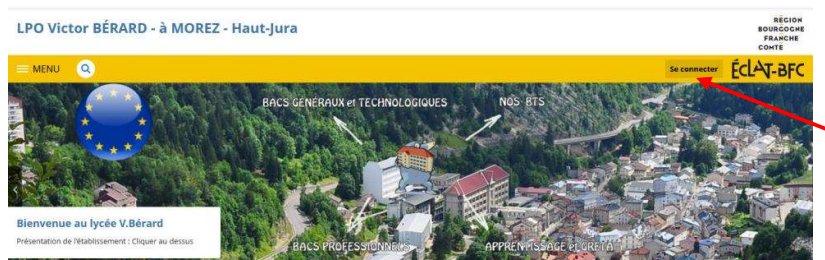 LPO Victor BÉRARD - à MOREZ - Haut-Jura
RÉGION
BOURGOGNE
FRANCHE
COMTÉ
MENU
Se connecter
ÉCLAT-BFC
BACS GÉNÉRAUX et TECHNOLOGIQUES
NOS BTS
Bienvenue au lycée V.Bérard
Présentation de l'établissement : Cliquer au dessus
BACS PROFESSIONNELS
APPRENTISSAGE et GRETA